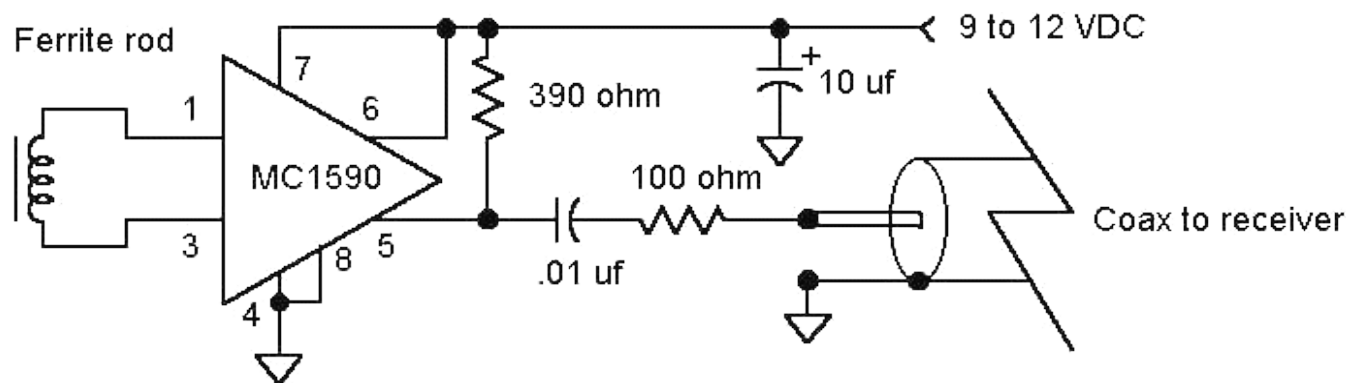 Ferrite rod
9 to 12 VDC
7
+
10 uf
390 ohm
6
1
MC1590
100 ohm
Coax to receiver
3
5
8
.01 uf
4